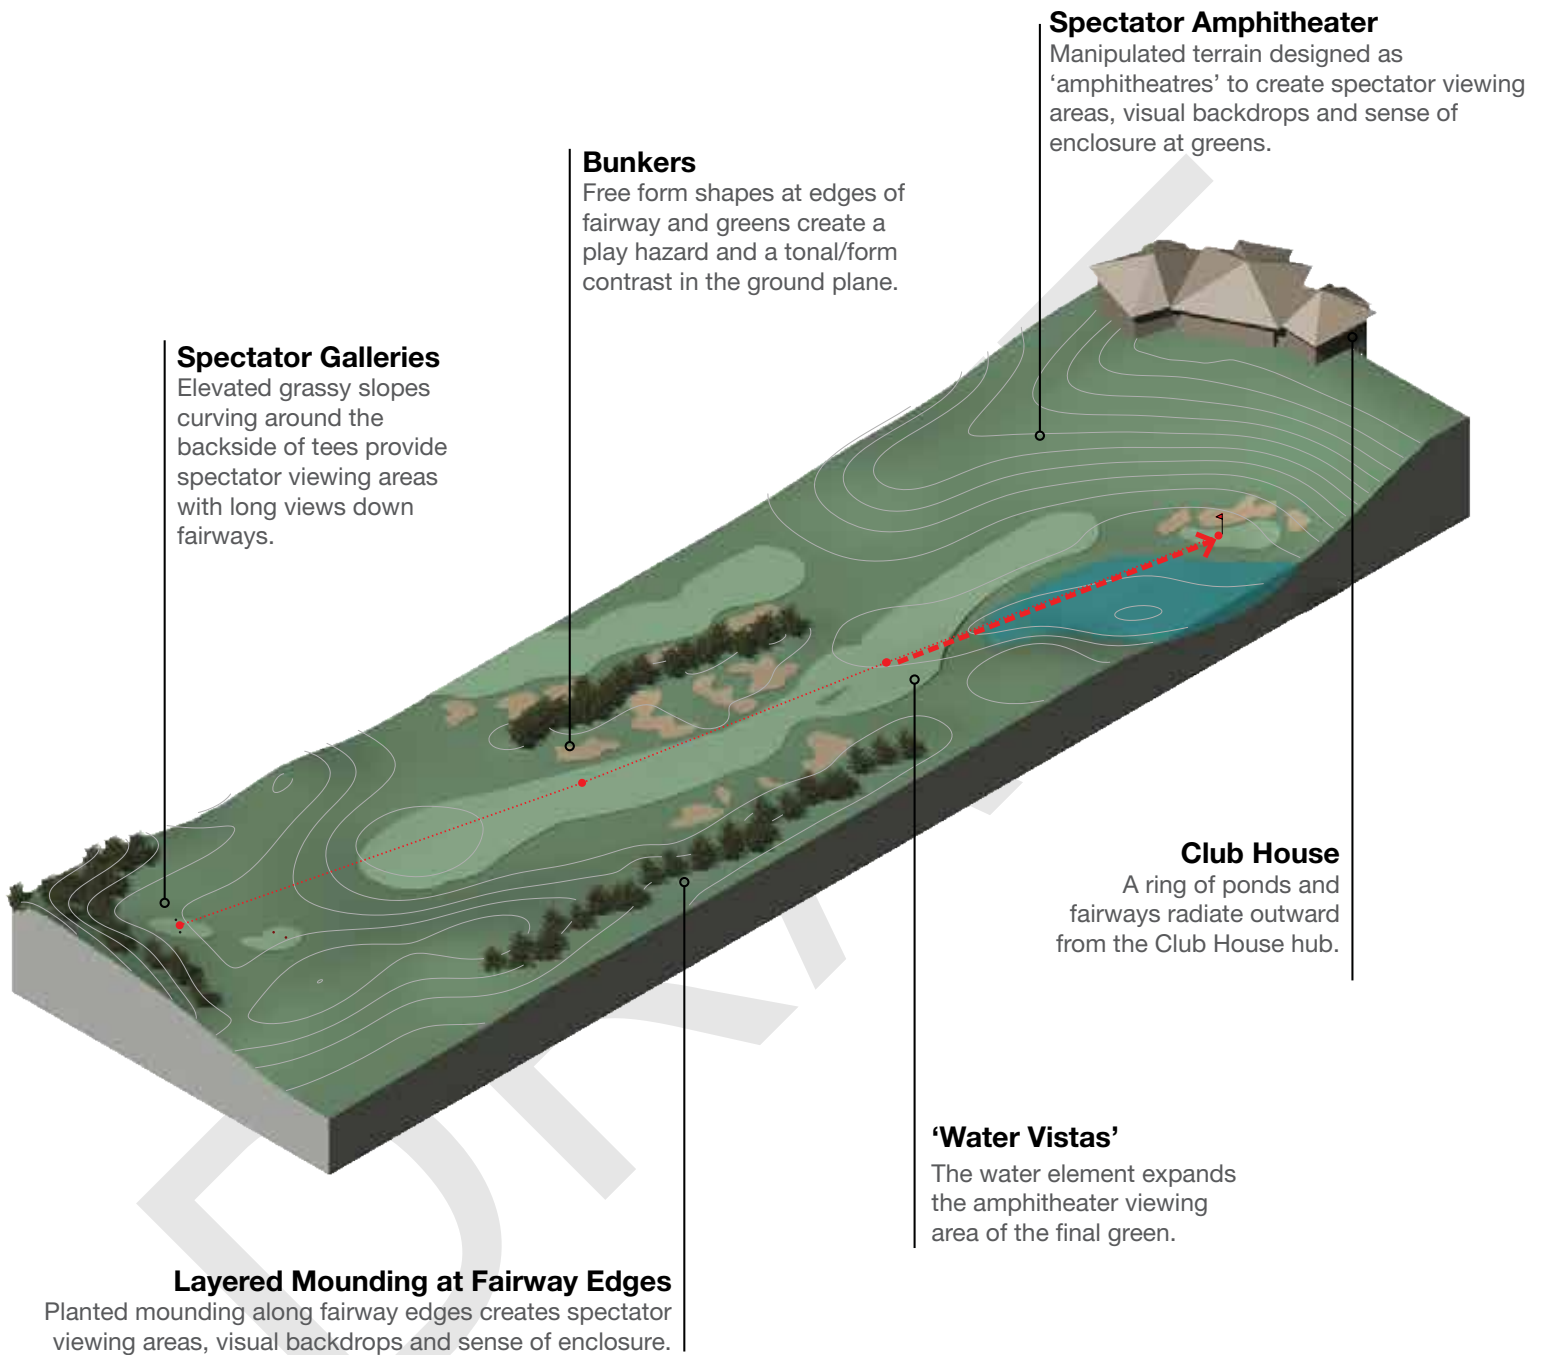 Spectator Amphitheater
Manipulated terrain designed as
‘amphitheatres’ to create spectator viewing
areas, visual backdrops and sense of
enclosure at greens.
Bunkers
Free form shapes at edges of
fairway and greens create a
play hazard and a tonal/form
contrast in the ground plane.
Spectator Galleries
Elevated grassy slopes
curving around the
backside of tees provide
spectator viewing areas
with long views down
fairways.
Club House
A ring of ponds and
fairways radiate outward
from the Club House hub.
‘Water Vistas’
The water element expands
the amphitheater viewing
area of the final green.
Layered Mounding at Fairway Edges
Planted mounding along fairway edges creates spectator
viewing areas, visual backdrops and sense of enclosure.